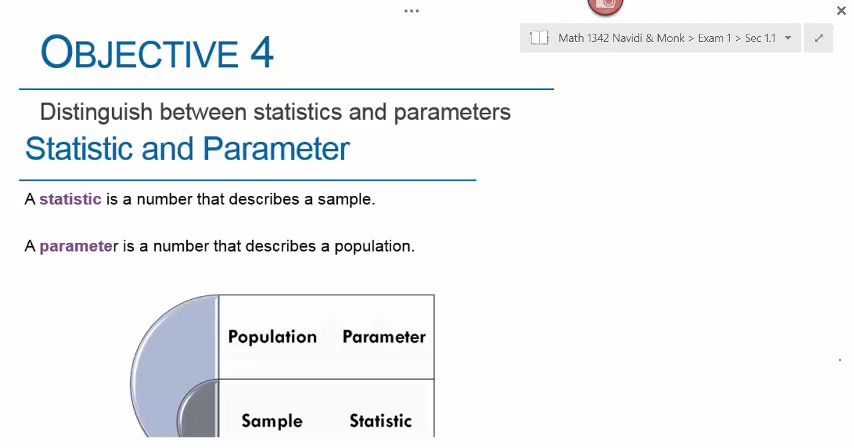 OBJECTIVE 4
Math 1342 Navidi & Monk > Exam 1 > Sec 1.1
Distinguish between statistics and parameters
Statistic and Parameter
A statistic is a number that describes a sample.
A parameter is a number that describes a population.
Population Parameter
Sample Statistic